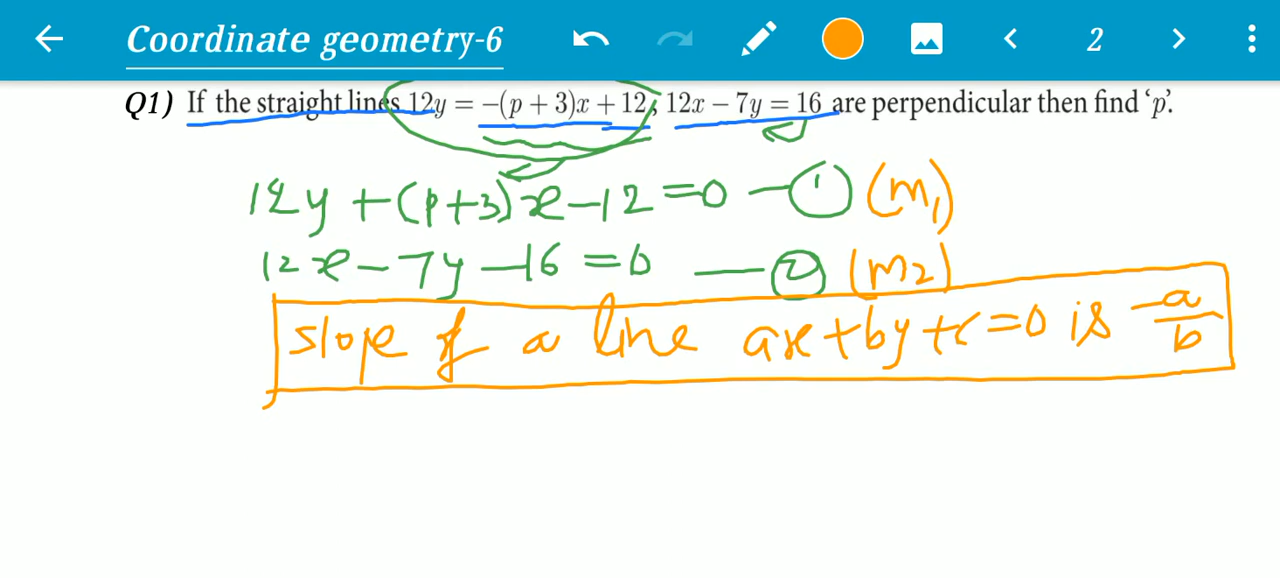 Coordinate geometry-6
2
Q1) If the straight lines 12y = −(p + 3)x + 12, 12x − 7y = 16 are perpendicular then find ‘p’.
12y + (p+3)x − 12 = 0 — ① (m₁)
12x − 7y − 16 = 0 — ② (m2)
slope of a line ax + by + c = 0 is −a/b